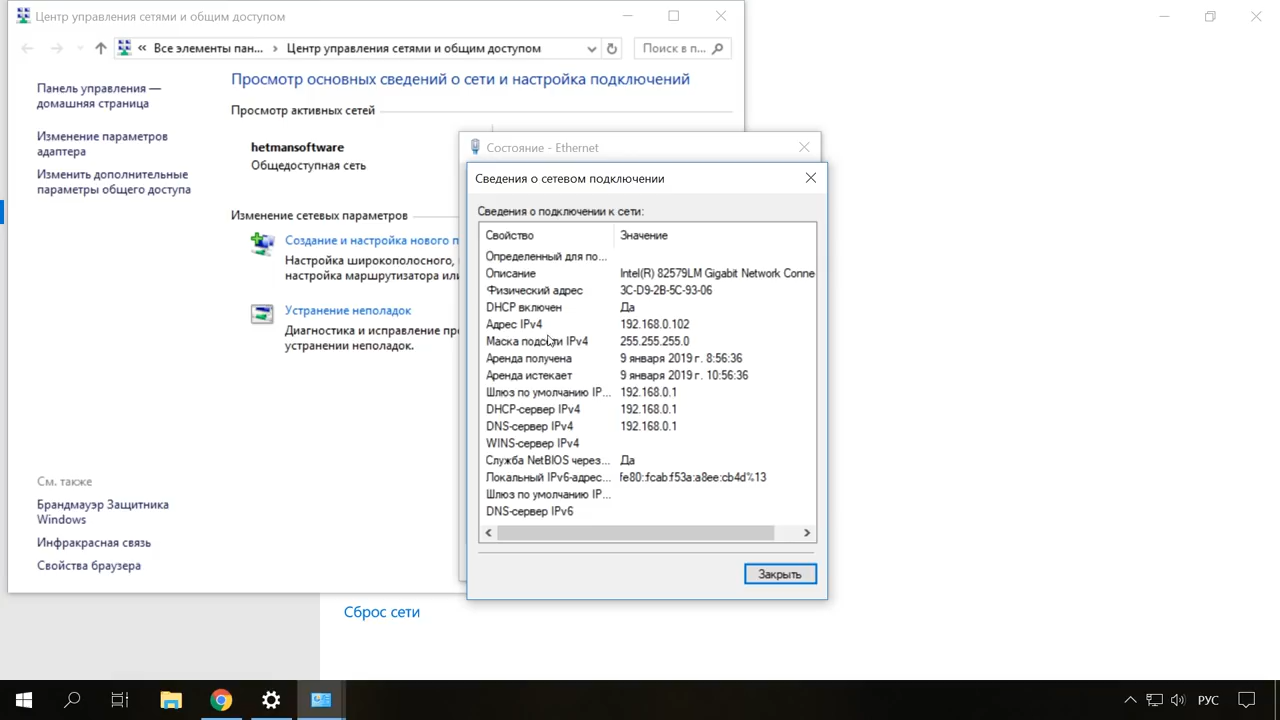 Центр управления сетями и общим доступом
« Все элементы пан... › Центр управления сетями и общим доступом
Поиск в п...
Панель управления —
домашняя страница
Изменение параметров
адаптера
Изменить дополнительные
параметры общего доступа
См. также
Брандмауэр Защитника
Windows
Инфракрасная связь
Свойства браузера
Просмотр основных сведений о сети и настройка подключений
Просмотр активных сетей
hetmansoftware
Общедоступная сеть
Изменение сетевых параметров
Создание и настройка нового п
Настройка широкополосного,
настройка маршрутизатора или
Устранение неполадок
Диагностика и исправление пр
устранении неполадок.
Состояние - Ethernet
Сведения о сетевом подключении
Сведения о подключении к сети:
Свойство Значение
Определенный для по...
Описание Intel(R) 82579LM Gigabit Network Conne
Физический адрес 3C-D9-2B-5C-93-06
DHCP включен Да
Адрес IPv4 192.168.0.102
Маска подсети IPv4 255.255.255.0
Аренда получена 9 января 2019 г. 8:56:36
Аренда истекает 9 января 2019 г. 10:56:36
Шлюз по умолчанию IP... 192.168.0.1
DHCP-сервер IPv4 192.168.0.1
DNS-сервер IPv4 192.168.0.1
WINS-сервер IPv4
Служба NetBIOS через... Да
Локальный IPv6-адрес... fe80::fcab:f53a:a8ee:cb4d%13
Шлюз по умолчанию IP...
DNS-сервер IPv6
Закрыть
Сброс сети
РУС